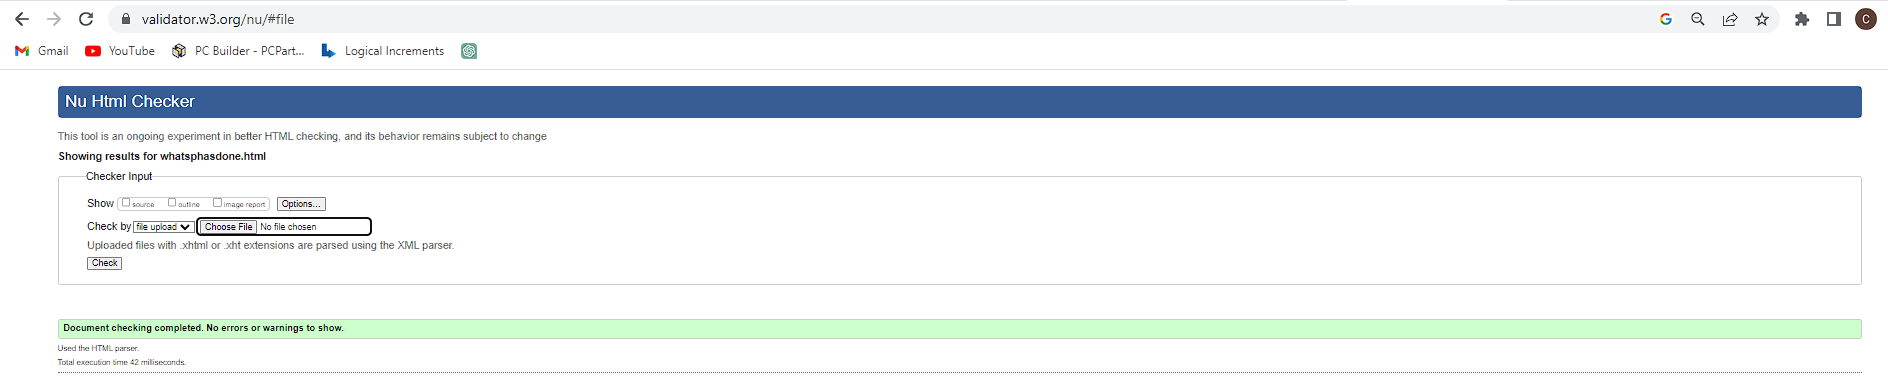 validator.w3.org/nu/#file
C
Gmail YouTube PC Builder - PCPart... Logical Increments
Nu Html Checker
This tool is an ongoing experiment in better HTML checking, and its behavior remains subject to change
Showing results for whatsphasdone.html
Checker Input
Show source outline image report Options...
Check by file upload Choose File No file chosen
Uploaded files with .xhtml or .xht extensions are parsed using the XML parser.
Check
Document checking completed. No errors or warnings to show.
Used the HTML parser.
Total execution time 42 milliseconds.